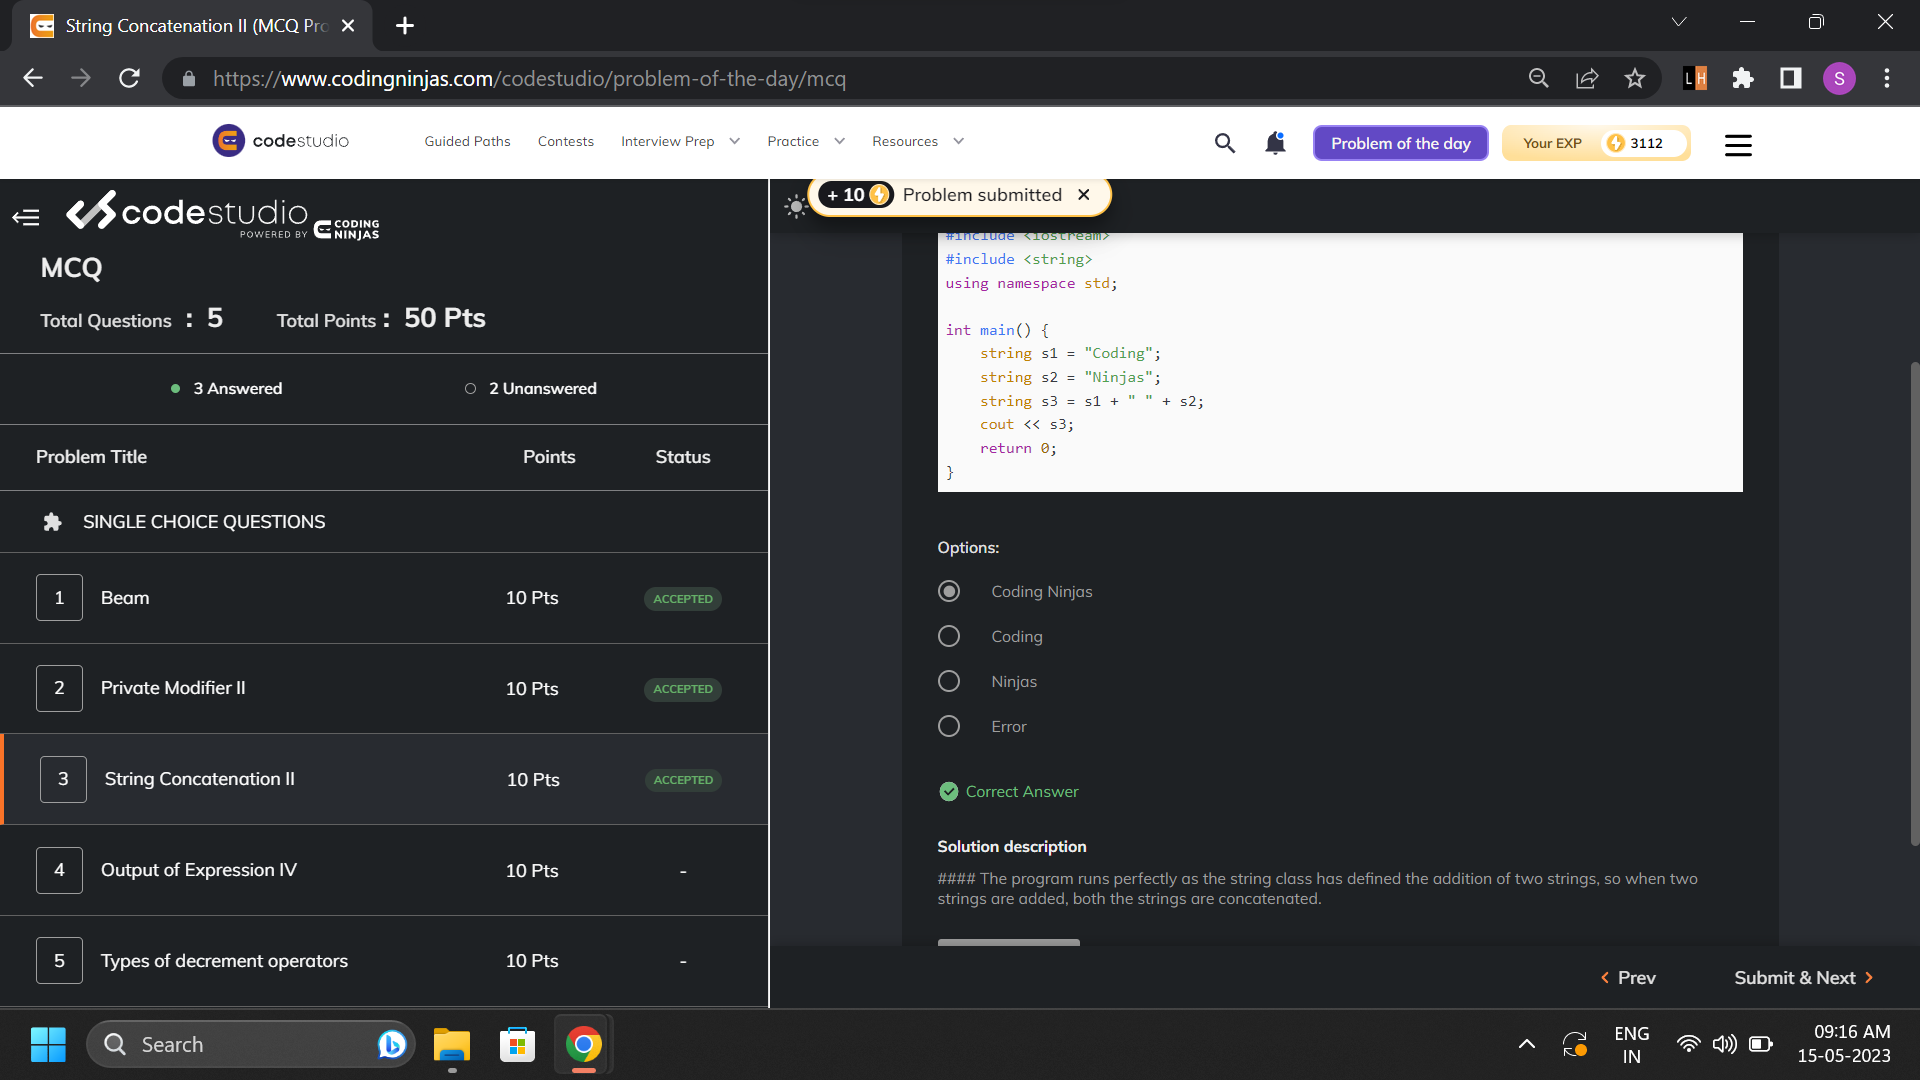 String Concatenation II (MCQ Pro
https://www.codingninjas.com/codestudio/problem-of-the-day/mcq
LH
S
codestudio
Guided Paths
Contests
Interview Prep
Practice
Resources
Problem of the day
Your EXP
3112
codestudio
POWERED BY CODING NINJAS
+ 10 Problem submitted
MCQ
Total Questions : 5
Total Points : 50 Pts
3 Answered
2 Unanswered
Problem Title
Points
Status
SINGLE CHOICE QUESTIONS
1 Beam 10 Pts ACCEPTED
2 Private Modifier II 10 Pts ACCEPTED
3 String Concatenation II 10 Pts ACCEPTED
4 Output of Expression IV 10 Pts -
5 Types of decrement operators 10 Pts -
#include <iostream>
#include <string>
using namespace std;
int main() {
string s1 = "Coding";
string s2 = "Ninjas";
string s3 = s1 + " " + s2;
cout << s3;
return 0;
}
Options:
Coding Ninjas
Coding
Ninjas
Error
Correct Answer
Solution description
#### The program runs perfectly as the string class has defined the addition of two strings, so when two
strings are added, both the strings are concatenated.
Prev
Submit & Next
Search
ENG
IN
09:16 AM
15-05-2023